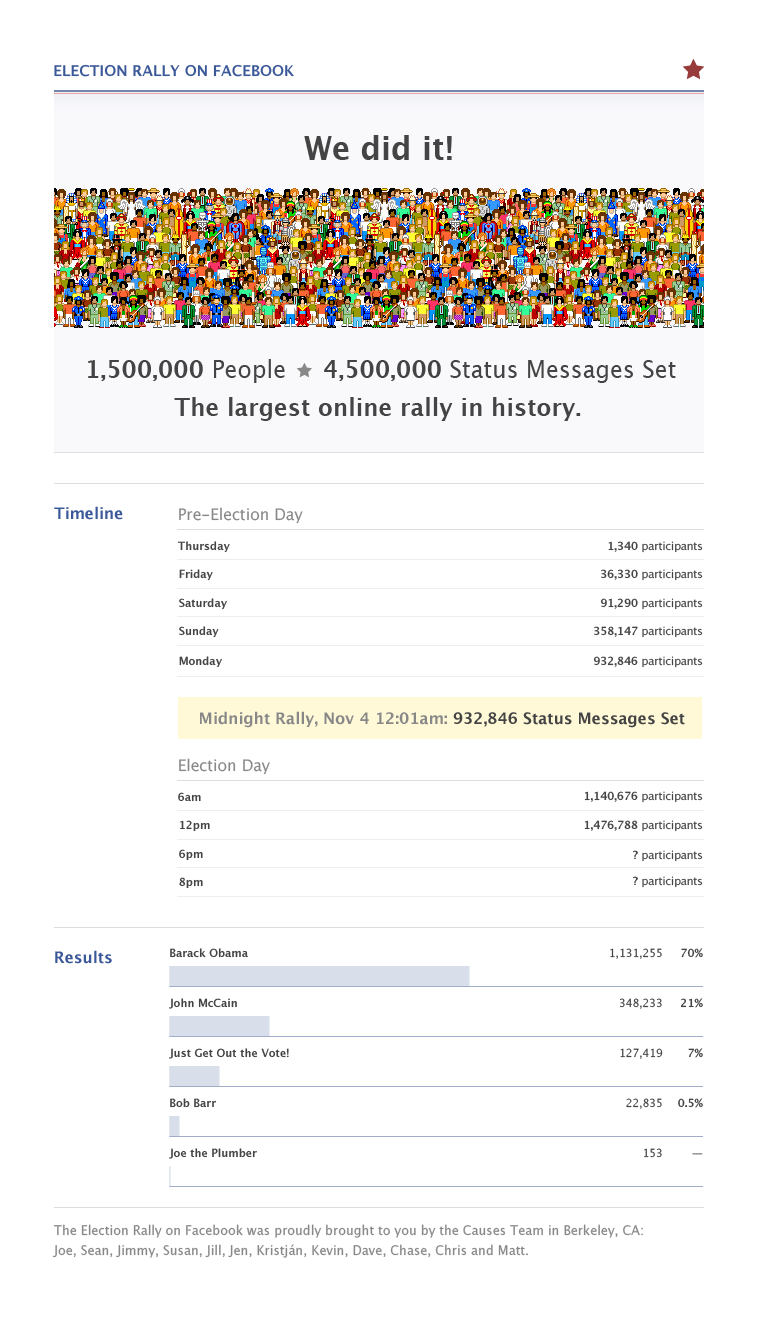 ELECTION RALLY ON FACEBOOK
We did it!
1,500,000 People ★ 4,500,000 Status Messages Set
The largest online rally in history.
Timeline
Pre-Election Day
Thursday 1,340 participants
Friday 36,330 participants
Saturday 91,290 participants
Sunday 358,147 participants
Monday 932,846 participants
Midnight Rally, Nov 4 12:01am: 932,846 Status Messages Set
Election Day
6am 1,140,676 participants
12pm 1,476,788 participants
6pm ? participants
8pm ? participants
Results
Barack Obama 1,131,255 70%
John McCain 348,233 21%
Just Get Out the Vote! 127,419 7%
Bob Barr 22,835 0.5%
Joe the Plumber 153 —
The Election Rally on Facebook was proudly brought to you by the Causes Team in Berkeley, CA:
Joe, Sean, Jimmy, Susan, Jill, Jen, Kristján, Kevin, Dave, Chase, Chris and Matt.